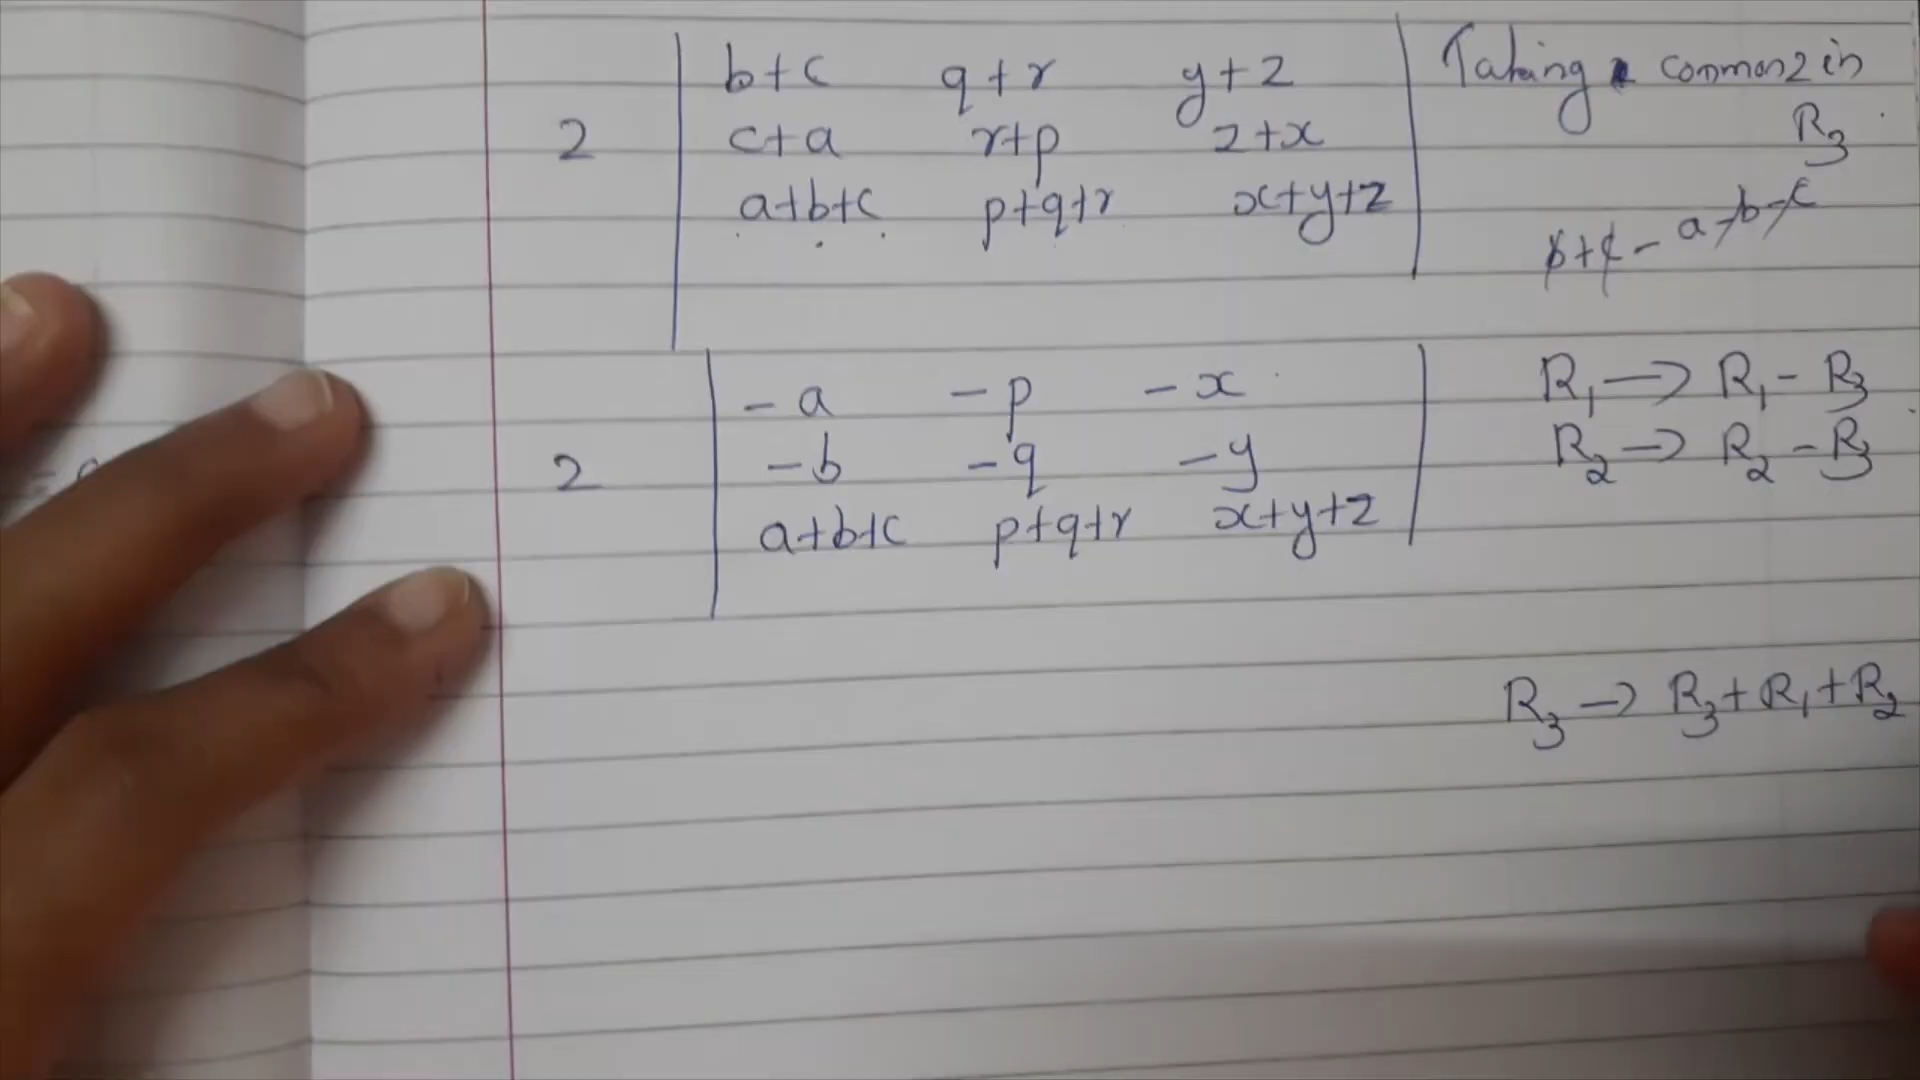 b+c q+r y+z Taking common 2 in
2 c+a r+p z+x R3
a+b+c p+q+r x+y+z b+c - a-b-c
-a -p -x R1 → R1 - R3
2 -b -q -y R2 → R2 - R3
a+b+c p+q+r x+y+z
R3 → R3 + R1 + R2